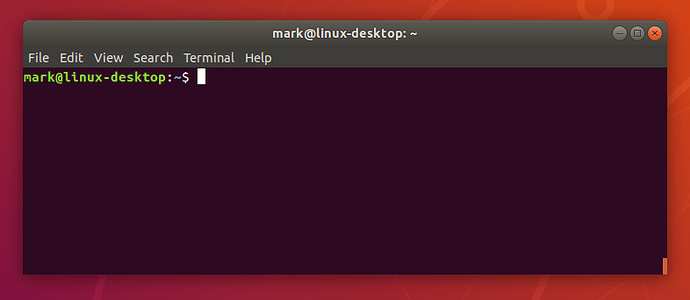 mark@linux-desktop: ~
File Edit View Search Terminal Help
mark@linux-desktop:~$